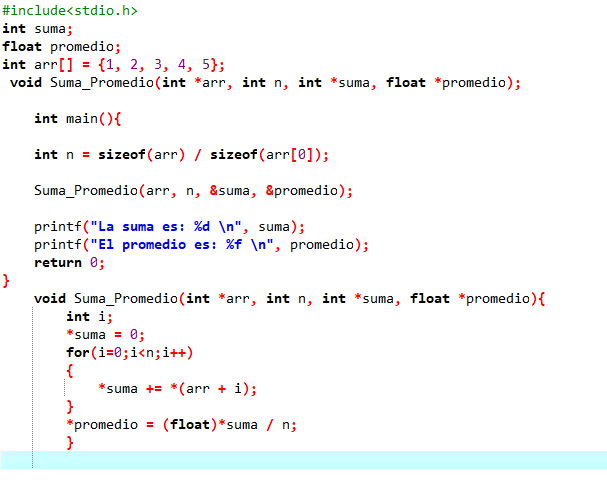 #include<stdio.h>
int suma;
float promedio;
int arr[] = {1, 2, 3, 4, 5};
void Suma_Promedio(int *arr, int n, int *suma, float *promedio);
int main(){
int n = sizeof(arr) / sizeof(arr[0]);
Suma_Promedio(arr, n, &suma, &promedio);
printf("La suma es: %d \n", suma);
printf("El promedio es: %f \n", promedio);
return 0;
}
void Suma_Promedio(int *arr, int n, int *suma, float *promedio){
int i;
*suma = 0;
for(i=0;i<n;i++)
{
*suma += *(arr + i);
}
*promedio = (float)*suma / n;
}